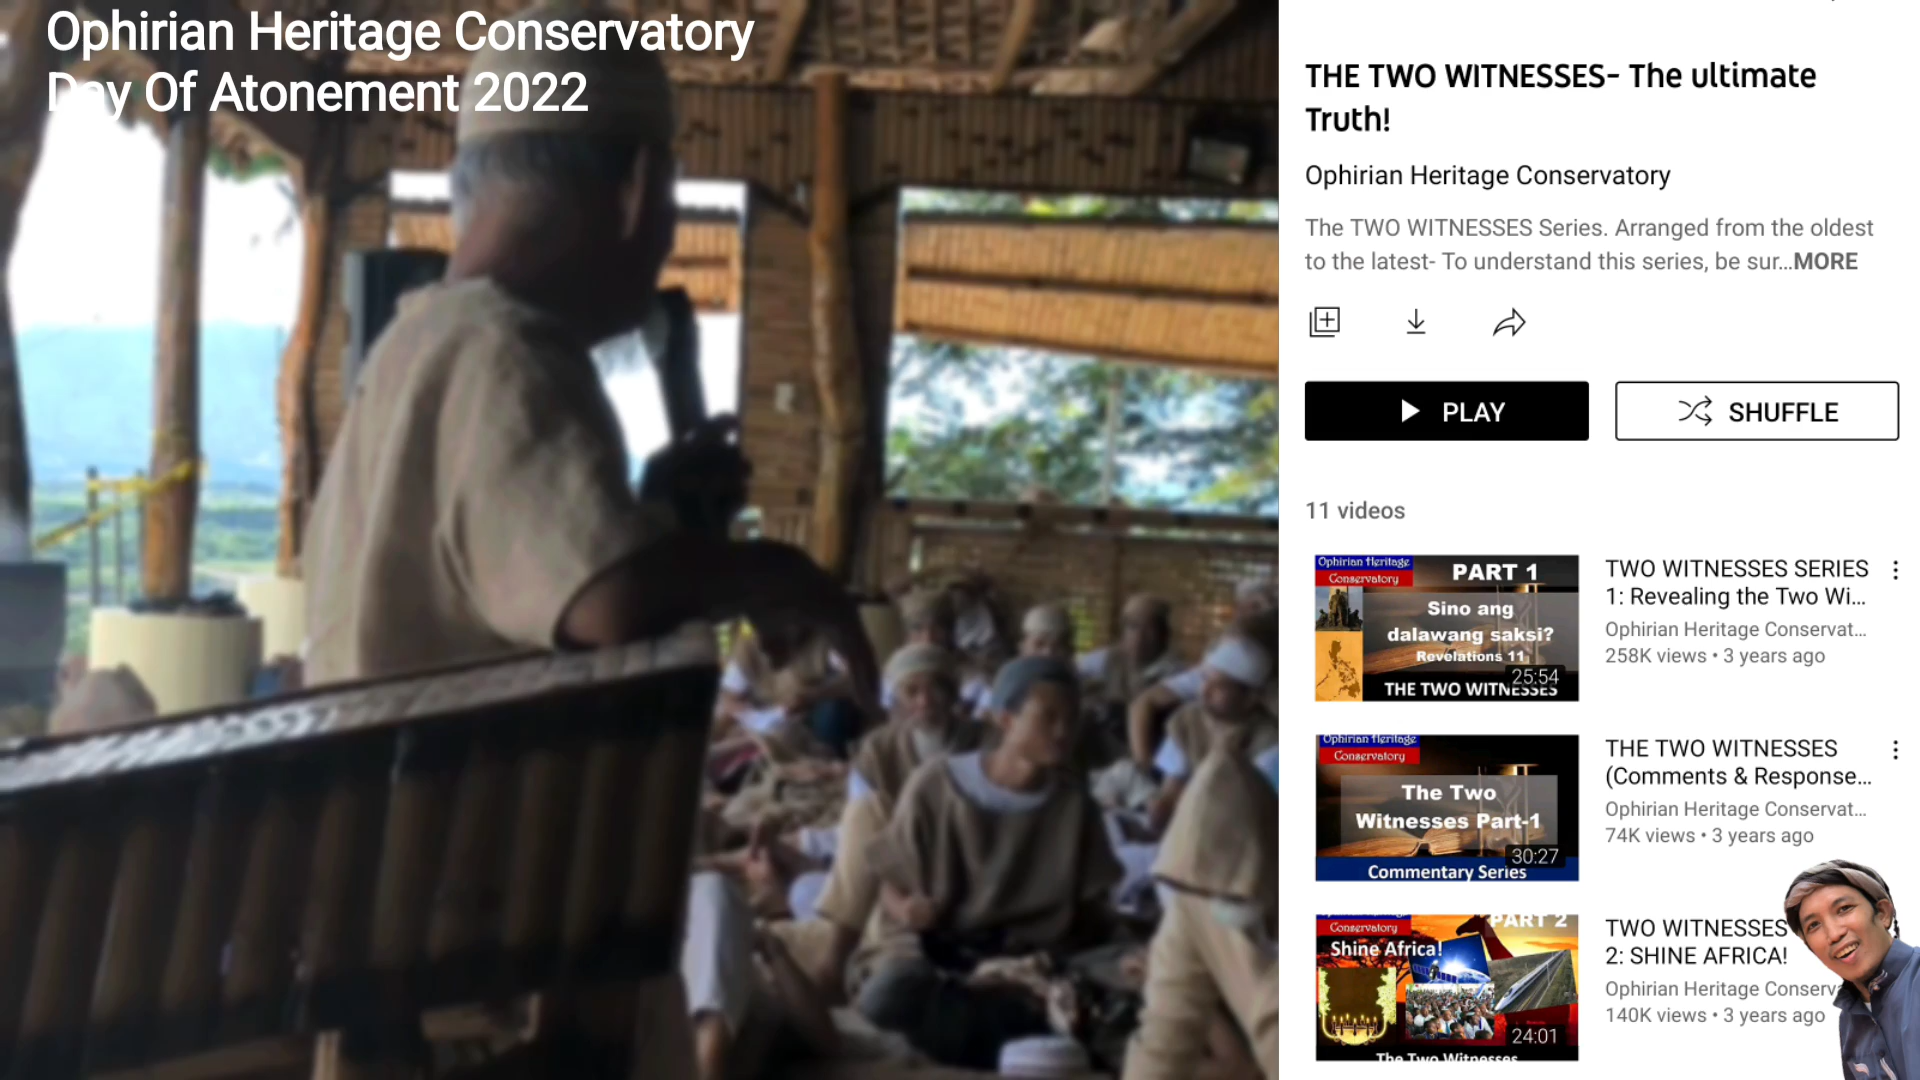 Ophirian Heritage Conservatory
Day Of Atonement 2022
THE TWO WITNESSES- The ultimate
Truth!
Ophirian Heritage Conservatory
The TWO WITNESSES Series. Arranged from the oldest
to the latest- To understand this series, be sur...MORE
PLAY
SHUFFLE
11 videos
Ophirian Heritage
Conservatory
PART 1
Sino ang
dalawang saksi?
Revelations 11
25:54
THE TWO WITNESSES
TWO WITNESSES SERIES
1: Revealing the Two Wi...
Ophirian Heritage Conservat...
258K views • 3 years ago
Ophirian Heritage
Conservatory
The Two
Witnesses Part-1
30:27
Commentary Series
THE TWO WITNESSES
(Comments & Response...
Ophirian Heritage Conservat...
74K views • 3 years ago
Conservatory
PART 2
Shine Africa!
24:01
The Two Witnesses
TWO WITNESSES
2: SHINE AFRICA!
Ophirian Heritage Conserva
140K views • 3 years ago